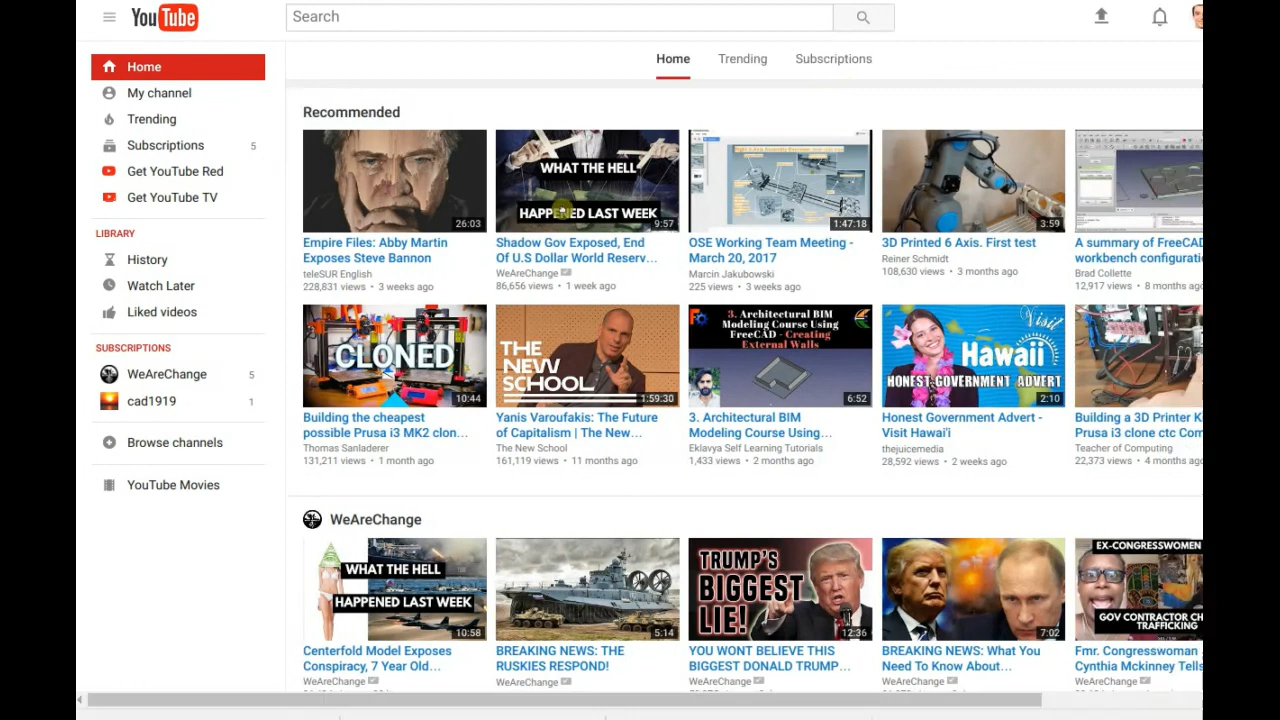 YouTube
Search
Home
My channel
Trending
Subscriptions 5
Get YouTube Red
Get YouTube TV
LIBRARY
History
Watch Later
Liked videos
SUBSCRIPTIONS
WeAreChange 5
cad1919 1
Browse channels
YouTube Movies
Home Trending Subscriptions
Recommended
26:03
Empire Files: Abby Martin
Exposes Steve Bannon
teleSUR English
228,831 views • 3 weeks ago
WHAT THE HELL
HAPPENED LAST WEEK
9:57
Shadow Gov Exposed, End
Of U.S Dollar World Reserv...
WeAreChange
86,656 views • 1 week ago
1:47:18
OSE Working Team Meeting -
March 20, 2017
Marcin Jakubowski
225 views • 3 weeks ago
3:59
3D Printed 6 Axis. First test
Reiner Schmidt
108,630 views • 3 months ago
A summary of FreeCA
workbench configurati
Brad Collette
12,917 views • 8 months ago
CLONED
10:44
Building the cheapest
possible Prusa i3 MK2 clon...
Thomas Sanladerer
131,211 views • 1 month ago
THE
NEW
SCHOOL
1:59:30
Yanis Varoufakis: The Future
of Capitalism | The New...
The New School
161,119 views • 11 months ago
3. Architectural BIM
Modeling Course Using
FreeCAD - Creating
External Walls
6:52
3. Architectural BIM
Modeling Course Using...
Eklavya Self Learning Tutorials
1,433 views • 2 months ago
Visit
Hawaii
HONEST GOVERNMENT ADVERT
2:10
Honest Government Advert -
Visit Hawai'i
thejuicemedia
28,592 views • 2 weeks ago
Building a 3D Printer K
Prusa i3 clone ctc Com
Teacher of Computing
22,373 views • 4 months ago
WeAreChange
WHAT THE HELL
HAPPENED LAST WEEK
10:58
Centerfold Model Exposes
Conspiracy, 7 Year Old...
WeAreChange
5:14
BREAKING NEWS: THE
RUSKIES RESPOND!
WeAreChange
TRUMP'S
BIGGEST
LIE!
12:36
YOU WONT BELIEVE THIS
BIGGEST DONALD TRUMP...
WeAreChange
7:02
BREAKING NEWS: What You
Need To Know About...
WeAreChange
EX-CONGRESSWOMEN
GOV CONTRACTOR CH
TRAFFICKING
Fmr. Congresswoman
Cynthia Mckinney Tells
WeAreChange